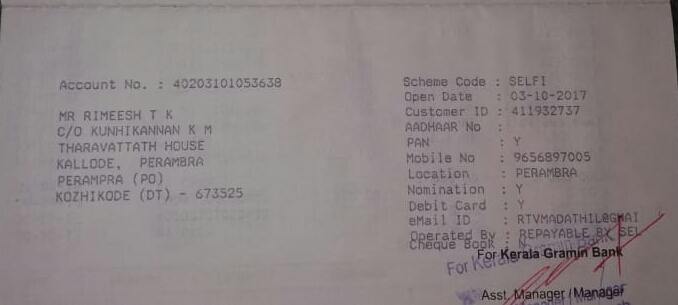 Account No. : 40203101053638
MR RIMEESH T K
C/O KUNHIKANNAN K M
THARAVATTATH HOUSE
KALLODE, PERAMBRA
PERAMPRA (PO)
KOZHIKODE (DT) - 673525
Scheme Code : SELFI
Open Date : 03-10-2017
Customer ID : 411932737
AADHAAR No :
PAN : Y
Mobile No : 9656897005
Location : PERAMBRA
Nomination : Y
Debit Card : Y
eMail ID : RTVMADATHIL@GMAI
Operated By : REPAYABLE BY SEL
Cheque Book : N
For Kerala Gramin Bank
For Kerala Gramin Bank
Asst. Manager / Manager